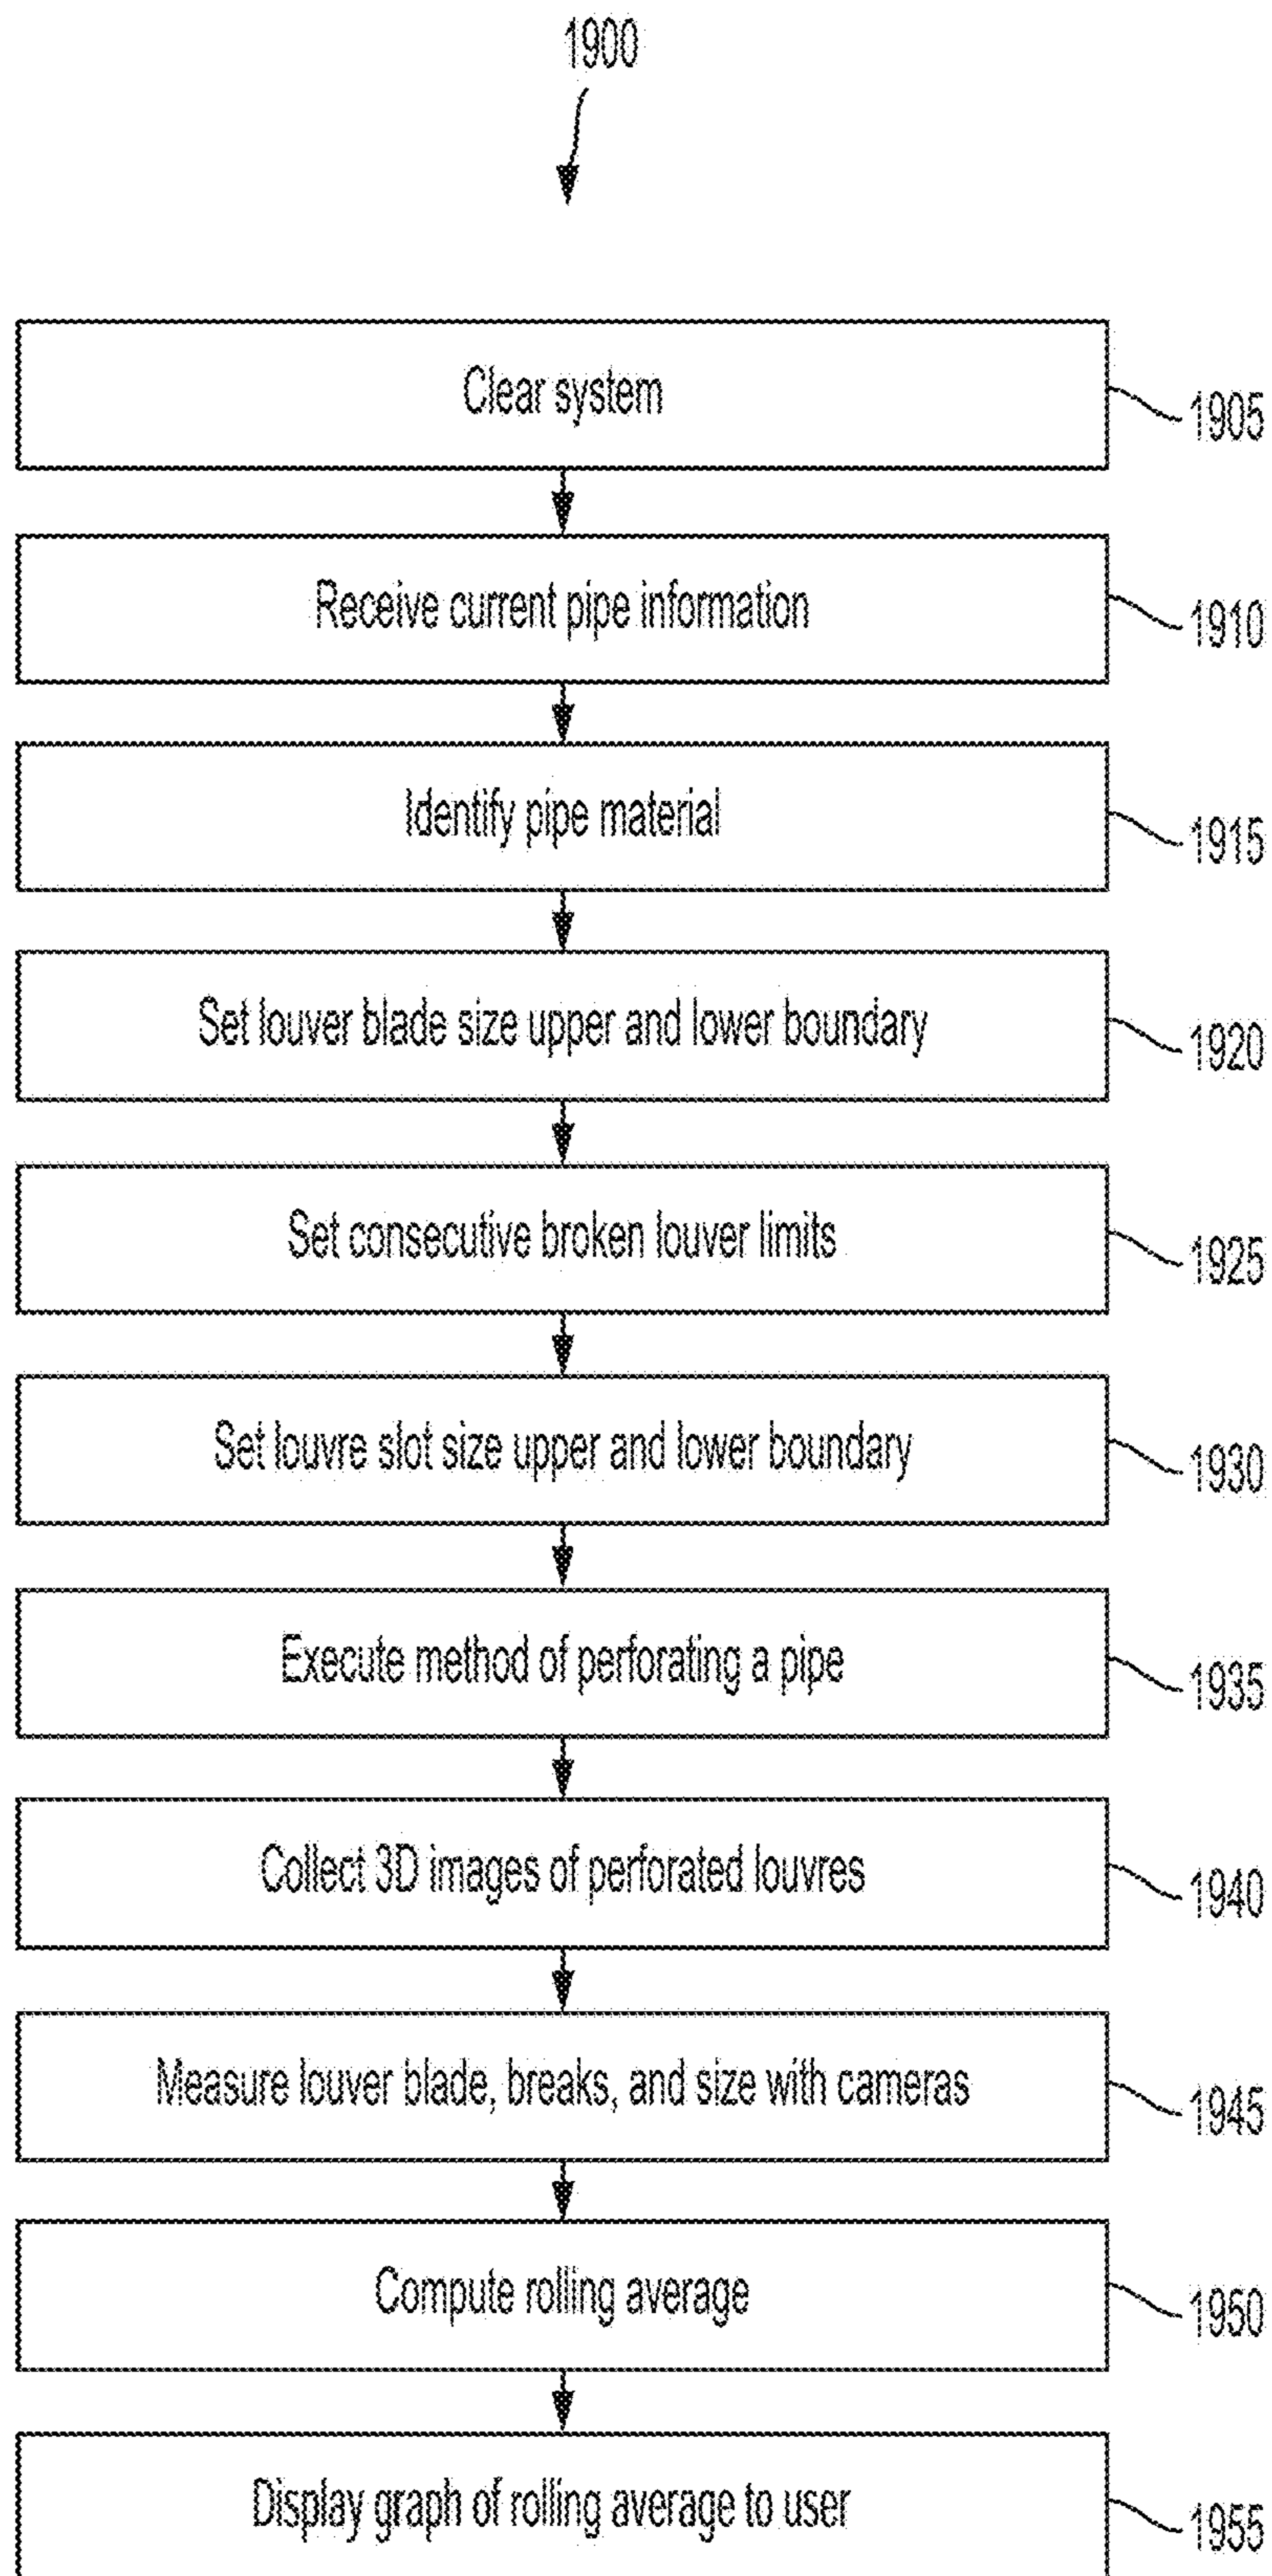 1900
Clear system
1905
Receive current pipe information
1910
Identify pipe material
1915
Set louver blade size upper and lower boundary
1920
Set consecutive broken louver limits
1925
Set louvre slot size upper and lower boundary
1930
Execute method of perforating a pipe
1935
Collect 3D images of perforated louvres
1940
Measure louver blade, breaks, and size with cameras
1945
Compute rolling average
1950
Display graph of rolling average to user
1955